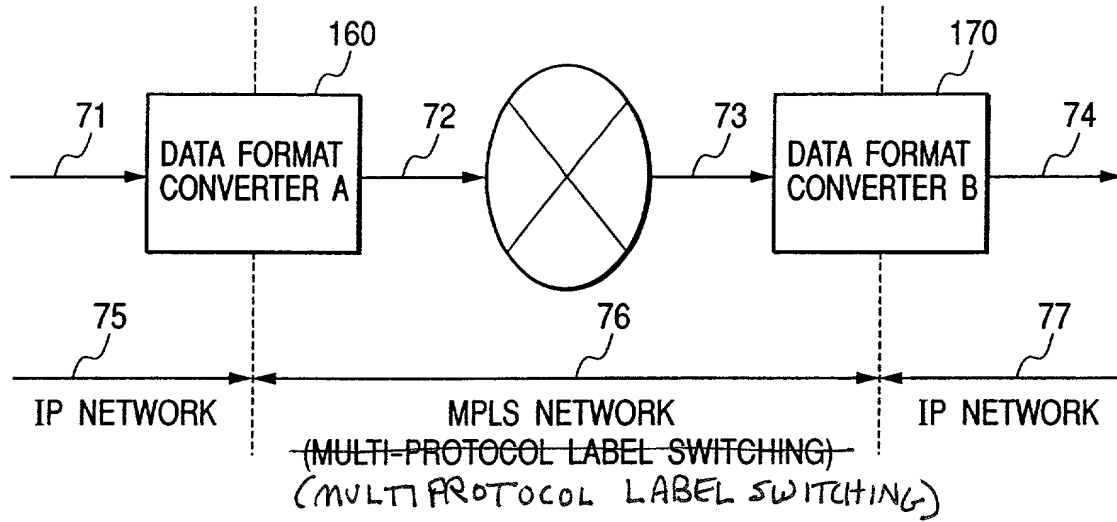 160
170
71
72
73
74
DATA FORMAT
CONVERTER A
DATA FORMAT
CONVERTER B
75
76
77
IP NETWORK
MPLS NETWORK
IP NETWORK
(MULTI-PROTOCOL LABEL SWITCHING)
(MULTIPROTOCOL LABEL SWITCHING)